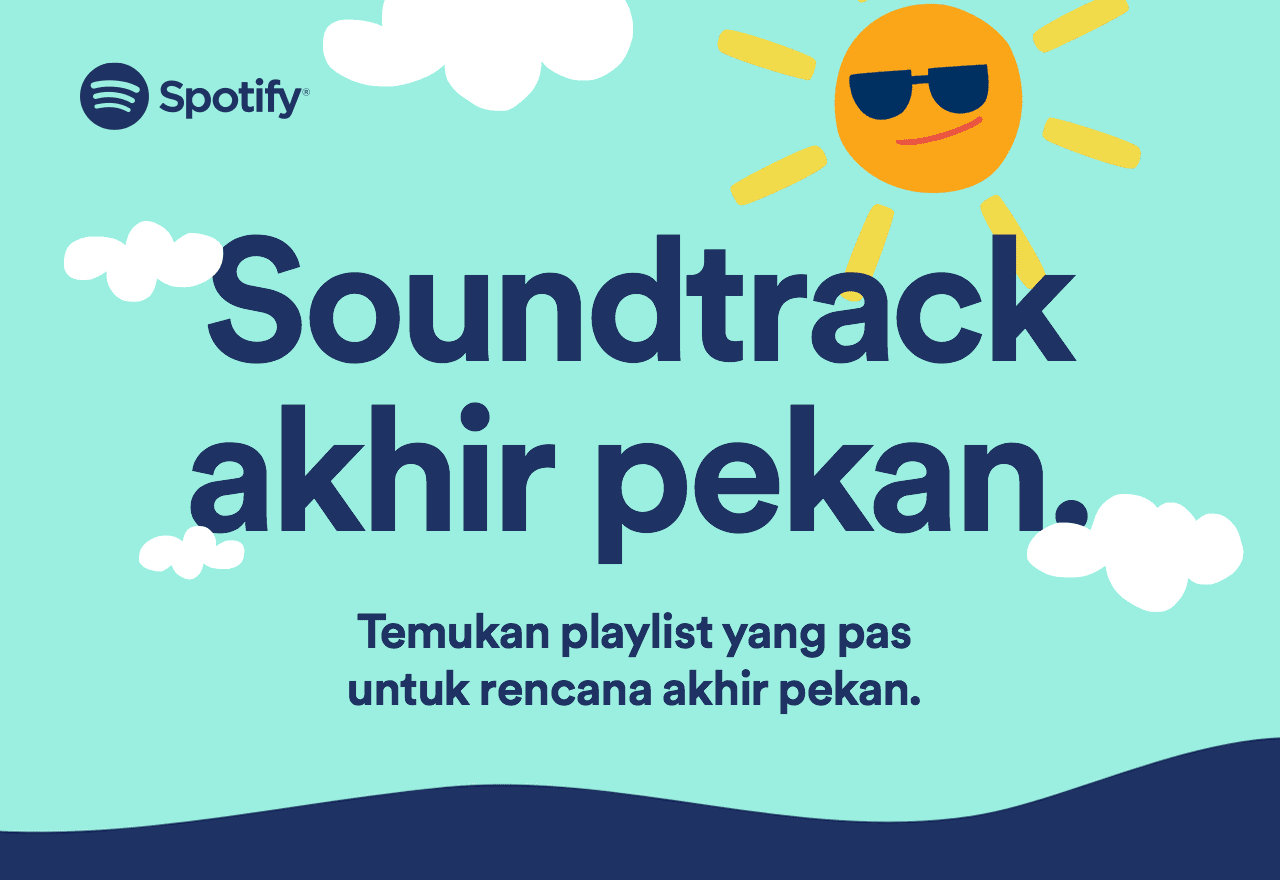 Spotify®
Soundtrack
akhir pekan.
Temukan playlist yang pas
untuk rencana akhir pekan.